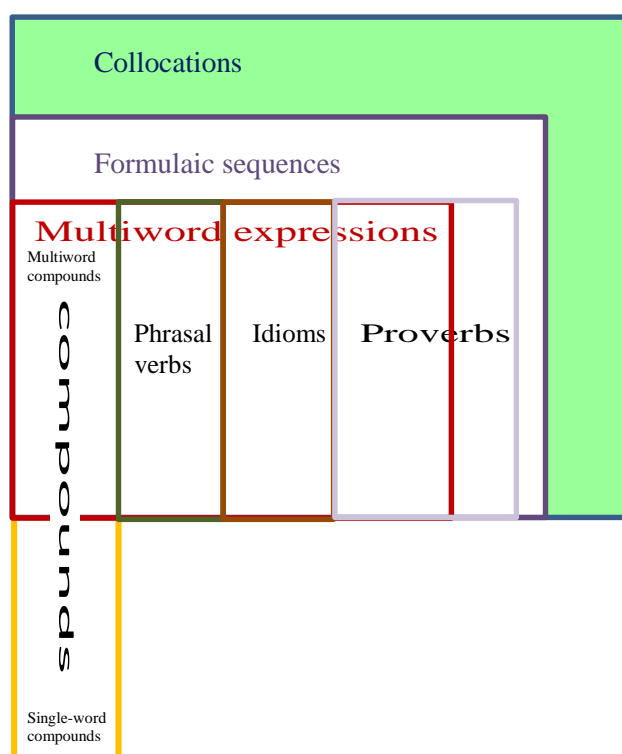 Collocations
Formulaic sequences
Multiword expressions
Multiword
compounds
compounds
Phrasal
verbs
Idioms
Proverbs
Single-word
compounds